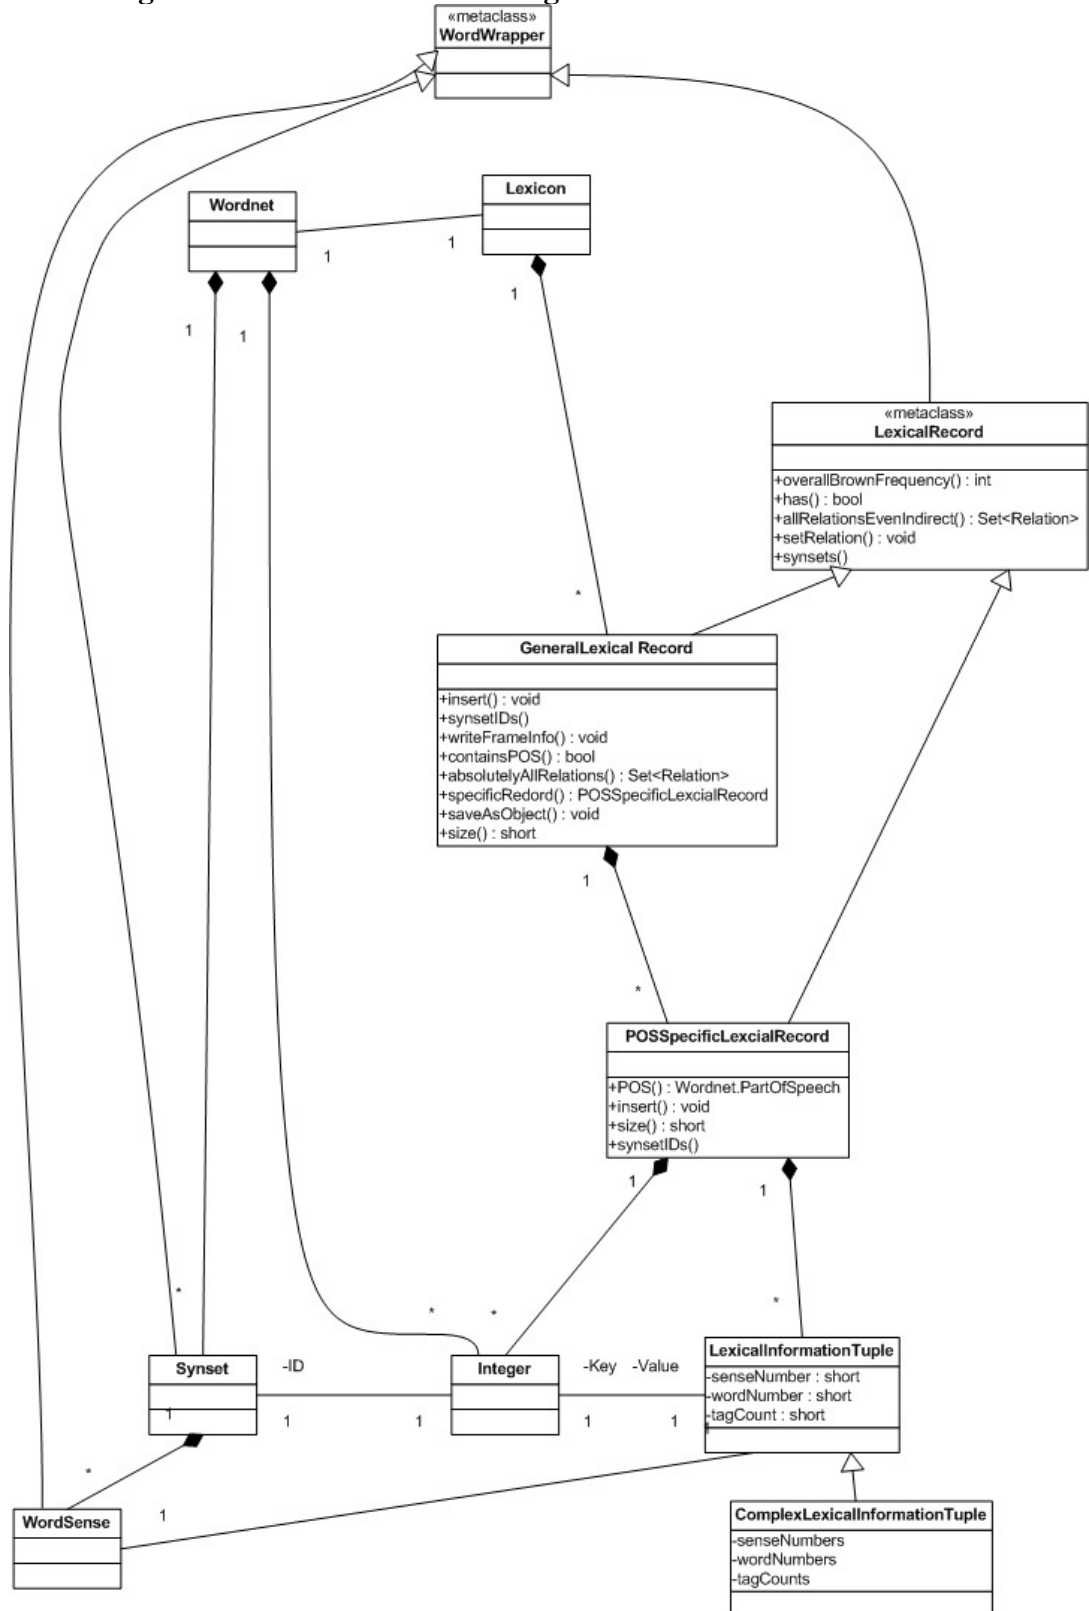 «metaclass»
WordWrapper
Wordnet
Lexicon
1
1
1
1
1
«metaclass»
LexicalRecord
+overallBrownFrequency() : int
+has() : bool
+allRelationsEvenIndirect() : Set<Relation>
+setRelation() : void
+synsets()
*
GeneralLexical Record
+insert() : void
+synsetIDs()
+writeFrameInfo() : void
+containsPOS() : bool
+absolutelyAllRelations() : Set<Relation>
+specificRedord() : POSSpecificLexcialRecord
+saveAsObject() : void
+size() : short
1
*
POSSpecificLexcialRecord
+POS() : Wordnet.PartOfSpeech
+insert() : void
+size() : short
+synsetIDs()
1
1
*
*
*
*
Synset
-ID
Integer
-Key
-Value
LexicalInformationTuple
-senseNumber : short
-wordNumber : short
-tagCount : short
1
1
1
1
1
1
*
WordSense
1
ComplexLexicalInformationTuple
-senseNumbers
-wordNumbers
-tagCounts